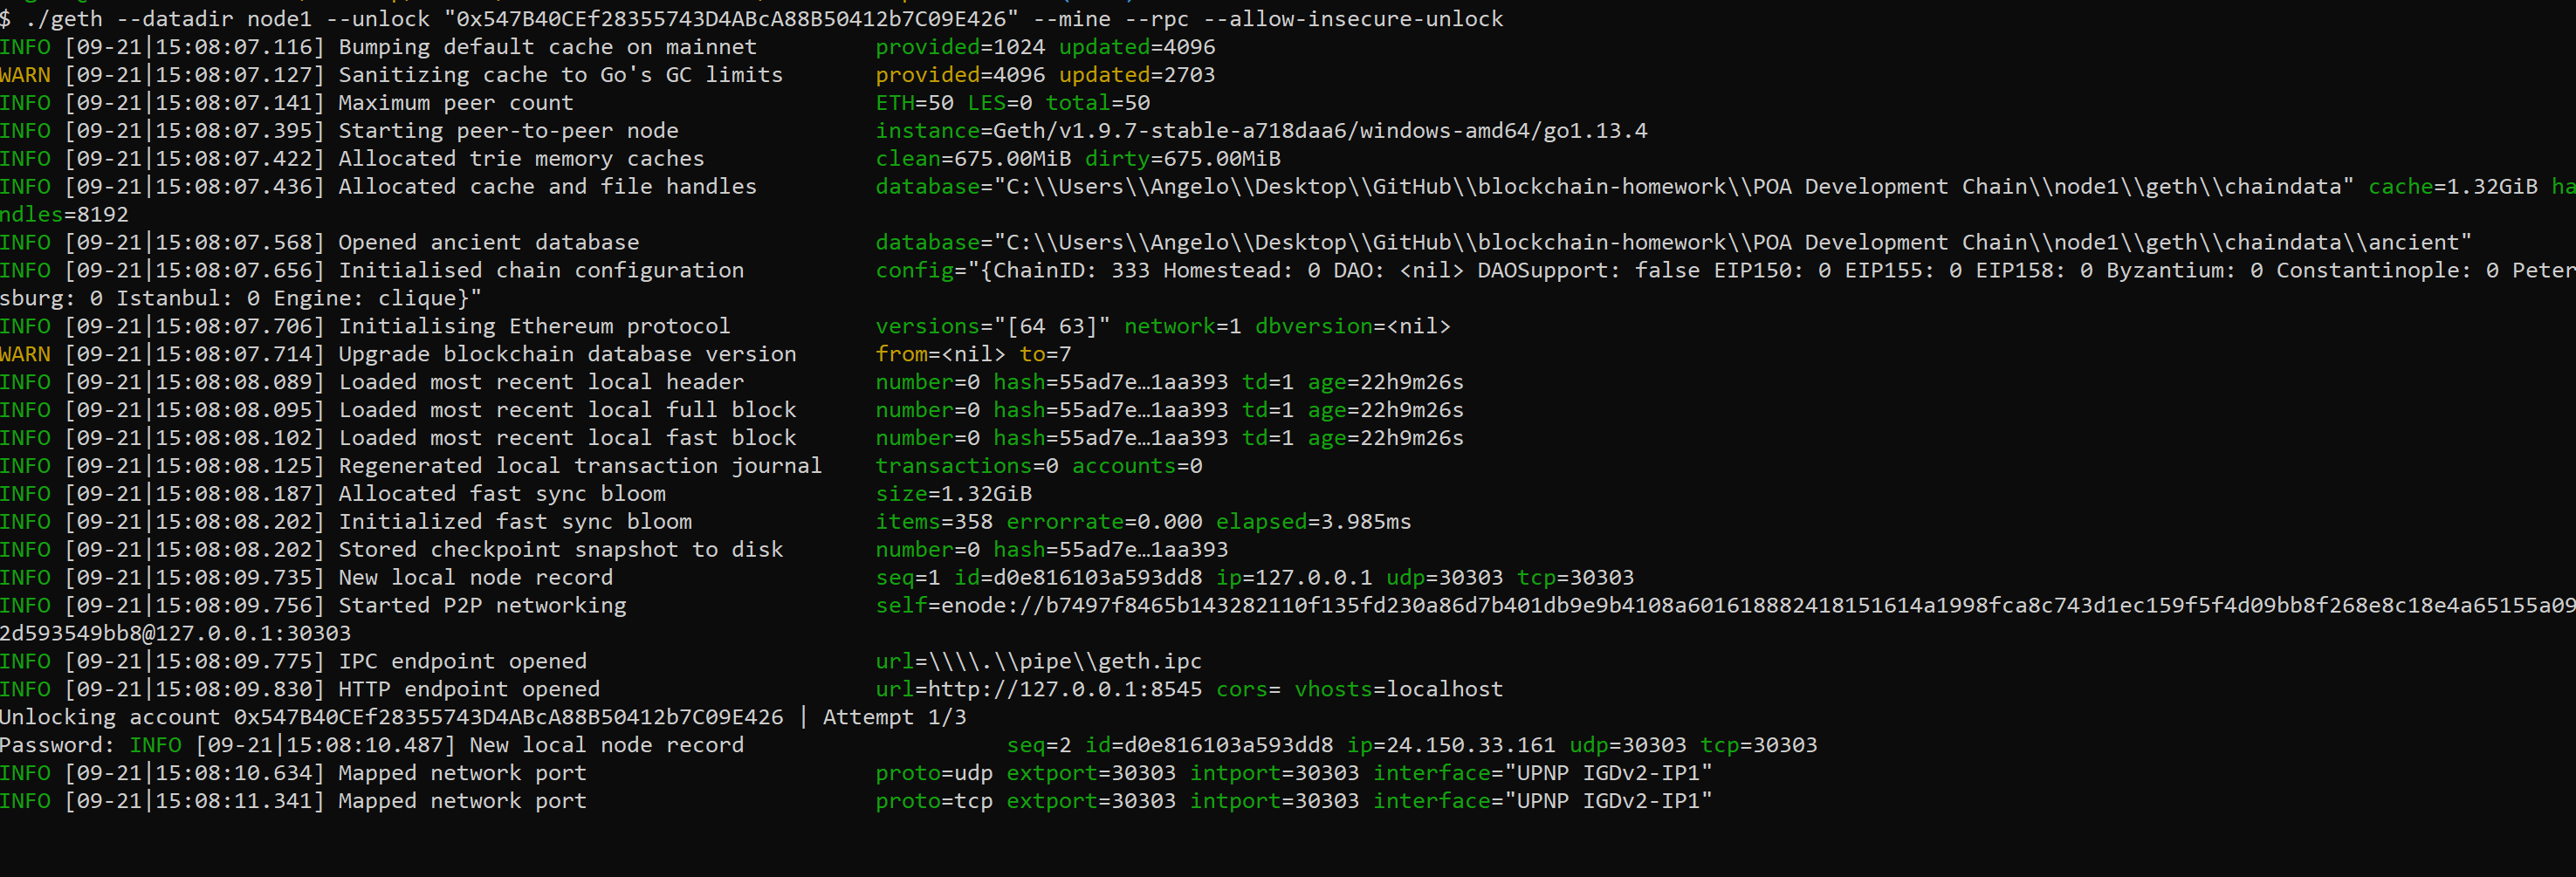 $ ./geth --datadir node1 --unlock "0x547B40CEf28355743D4ABcA88B50412b7C09E426" --mine --rpc --allow-insecure-unlock
INFO [09-21|15:08:07.116] Bumping default cache on mainnet provided=1024 updated=4096
WARN [09-21|15:08:07.127] Sanitizing cache to Go's GC limits provided=4096 updated=2703
INFO [09-21|15:08:07.141] Maximum peer count ETH=50 LES=0 total=50
INFO [09-21|15:08:07.395] Starting peer-to-peer node instance=Geth/v1.9.7-stable-a718daa6/windows-amd64/go1.13.4
INFO [09-21|15:08:07.422] Allocated trie memory caches clean=675.00MiB dirty=675.00MiB
INFO [09-21|15:08:07.436] Allocated cache and file handles database="C:\\Users\\Angelo\\Desktop\\GitHub\\blockchain-homework\\POA Development Chain\\node1\\geth\\chaindata" cache=1.32GiB ha
ndles=8192
INFO [09-21|15:08:07.568] Opened ancient database database="C:\\Users\\Angelo\\Desktop\\GitHub\\blockchain-homework\\POA Development Chain\\node1\\geth\\chaindata\\ancient"
INFO [09-21|15:08:07.656] Initialised chain configuration config="{ChainID: 333 Homestead: 0 DAO: <nil> DAOSupport: false EIP150: 0 EIP155: 0 EIP158: 0 Byzantium: 0 Constantinople: 0 Peter
sburg: 0 Istanbul: 0 Engine: clique}"
INFO [09-21|15:08:07.706] Initialising Ethereum protocol versions="[64 63]" network=1 dbversion=<nil>
WARN [09-21|15:08:07.714] Upgrade blockchain database version from=<nil> to=7
INFO [09-21|15:08:08.089] Loaded most recent local header number=0 hash=55ad7e…1aa393 td=1 age=22h9m26s
INFO [09-21|15:08:08.095] Loaded most recent local full block number=0 hash=55ad7e…1aa393 td=1 age=22h9m26s
INFO [09-21|15:08:08.102] Loaded most recent local fast block number=0 hash=55ad7e…1aa393 td=1 age=22h9m26s
INFO [09-21|15:08:08.125] Regenerated local transaction journal transactions=0 accounts=0
INFO [09-21|15:08:08.187] Allocated fast sync bloom size=1.32GiB
INFO [09-21|15:08:08.202] Initialized fast sync bloom items=358 errorrate=0.000 elapsed=3.985ms
INFO [09-21|15:08:08.202] Stored checkpoint snapshot to disk number=0 hash=55ad7e…1aa393
INFO [09-21|15:08:09.735] New local node record seq=1 id=d0e816103a593dd8 ip=127.0.0.1 udp=30303 tcp=30303
INFO [09-21|15:08:09.756] Started P2P networking self=enode://b7497f8465b143282110f135fd230a86d7b401db9e9b4108a601618882418151614a1998fca8c743d1ec159f5f4d09bb8f268e8c18e4a65155a09
2d593549bb8@127.0.0.1:30303
INFO [09-21|15:08:09.775] IPC endpoint opened url=\\\\.\\pipe\\geth.ipc
INFO [09-21|15:08:09.830] HTTP endpoint opened url=http://127.0.0.1:8545 cors= vhosts=localhost
Unlocking account 0x547B40CEf28355743D4ABcA88B50412b7C09E426 | Attempt 1/3
Password: INFO [09-21|15:08:10.487] New local node record seq=2 id=d0e816103a593dd8 ip=24.150.33.161 udp=30303 tcp=30303
INFO [09-21|15:08:10.634] Mapped network port proto=udp extport=30303 intport=30303 interface="UPNP IGDv2-IP1"
INFO [09-21|15:08:11.341] Mapped network port proto=tcp extport=30303 intport=30303 interface="UPNP IGDv2-IP1"